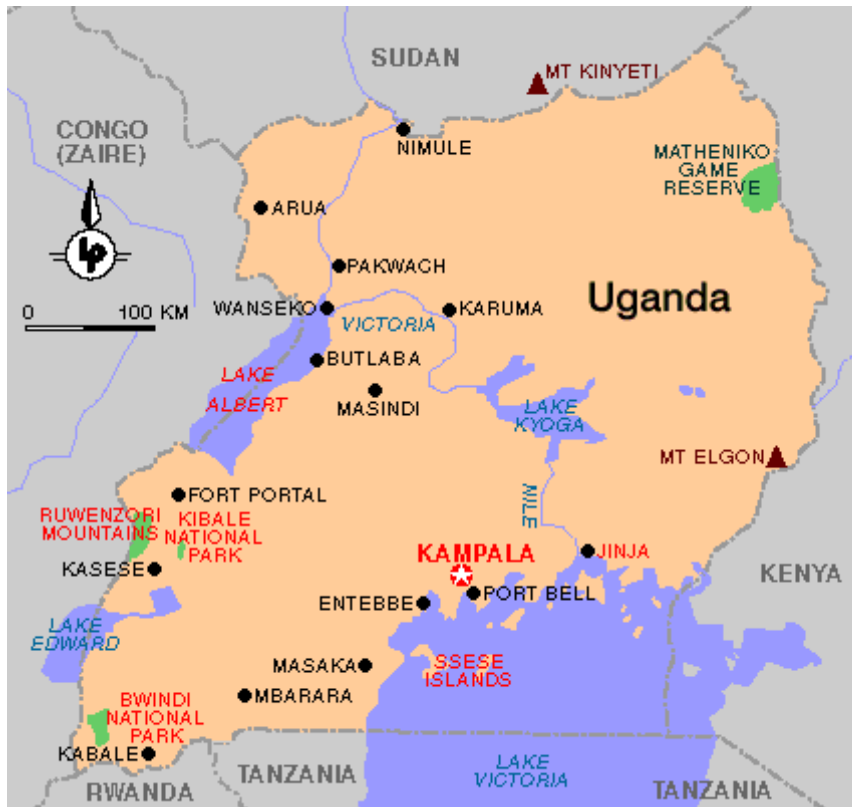 SUDAN
MT KINYETI
CONGO
(ZAIRE)
NIMULE
MATHENIKO
GAME
RESERVE
ARUA
LP
PAKWACH
Uganda
0 100 KM
WANSEKO
VICTORIA
KARUMA
BUTLABA
LAKE
ALBERT
MASINDI
LAKE
KYOGA
MT ELGON
FORT PORTAL
NILE
RUWENZORI
MOUNTAINS
KIBALE
NATIONAL
PARK
KAMPALA
JINJA
KASESE
KENYA
ENTEBBE
PORT BELL
LAKE
EDWARD
MASAKA
SSESE
ISLANDS
MBARARA
BWINDI
NATIONAL
PARK
KABALE
LAKE
VICTORIA
TANZANIA
TANZANIA
RWANDA